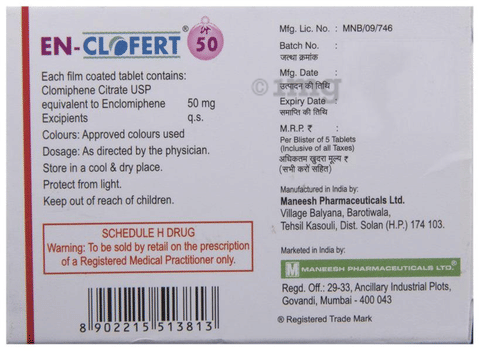 EN-CLOFERT® 50
Each film coated tablet contains:
Clomiphene Citrate USP
equivalent to Enclomiphene 50 mg
Excipients q.s.
Colours: Approved colours used
Dosage: As directed by the physician.
Store in a cool & dry place.
Protect from light.
Keep out of reach of children.
SCHEDULE H DRUG
Warning: To be sold by retail on the prescription
of a Registered Medical Practitioner only.
8 902215 513813
Mfg. Lic. No. : MNB/09/746
Batch No. :
जत्था क्रमांक
Mfg. Date :
उत्पादन की तिथि
Expiry Date :
समाप्ति की तिथि
M.R.P. ₹ :
Per Blister of 5 Tablets
(Inclusive of all Taxes)
अधिकतम खुदरा मूल्य ₹
(सभी करों सहित)
Manufactured in India by:
Maneesh Pharmaceuticals Ltd.
Village Balyana, Barotiwala,
Tehsil Kasouli, Dist. Solan (H.P.) 174 103.
Marketed in India by:
MANEESH PHARMACEUTICALS LTD.®
Regd. Off.: 29-33, Ancillary Industrial Plots,
Govandi, Mumbai - 400 043
® Registered Trade Mark